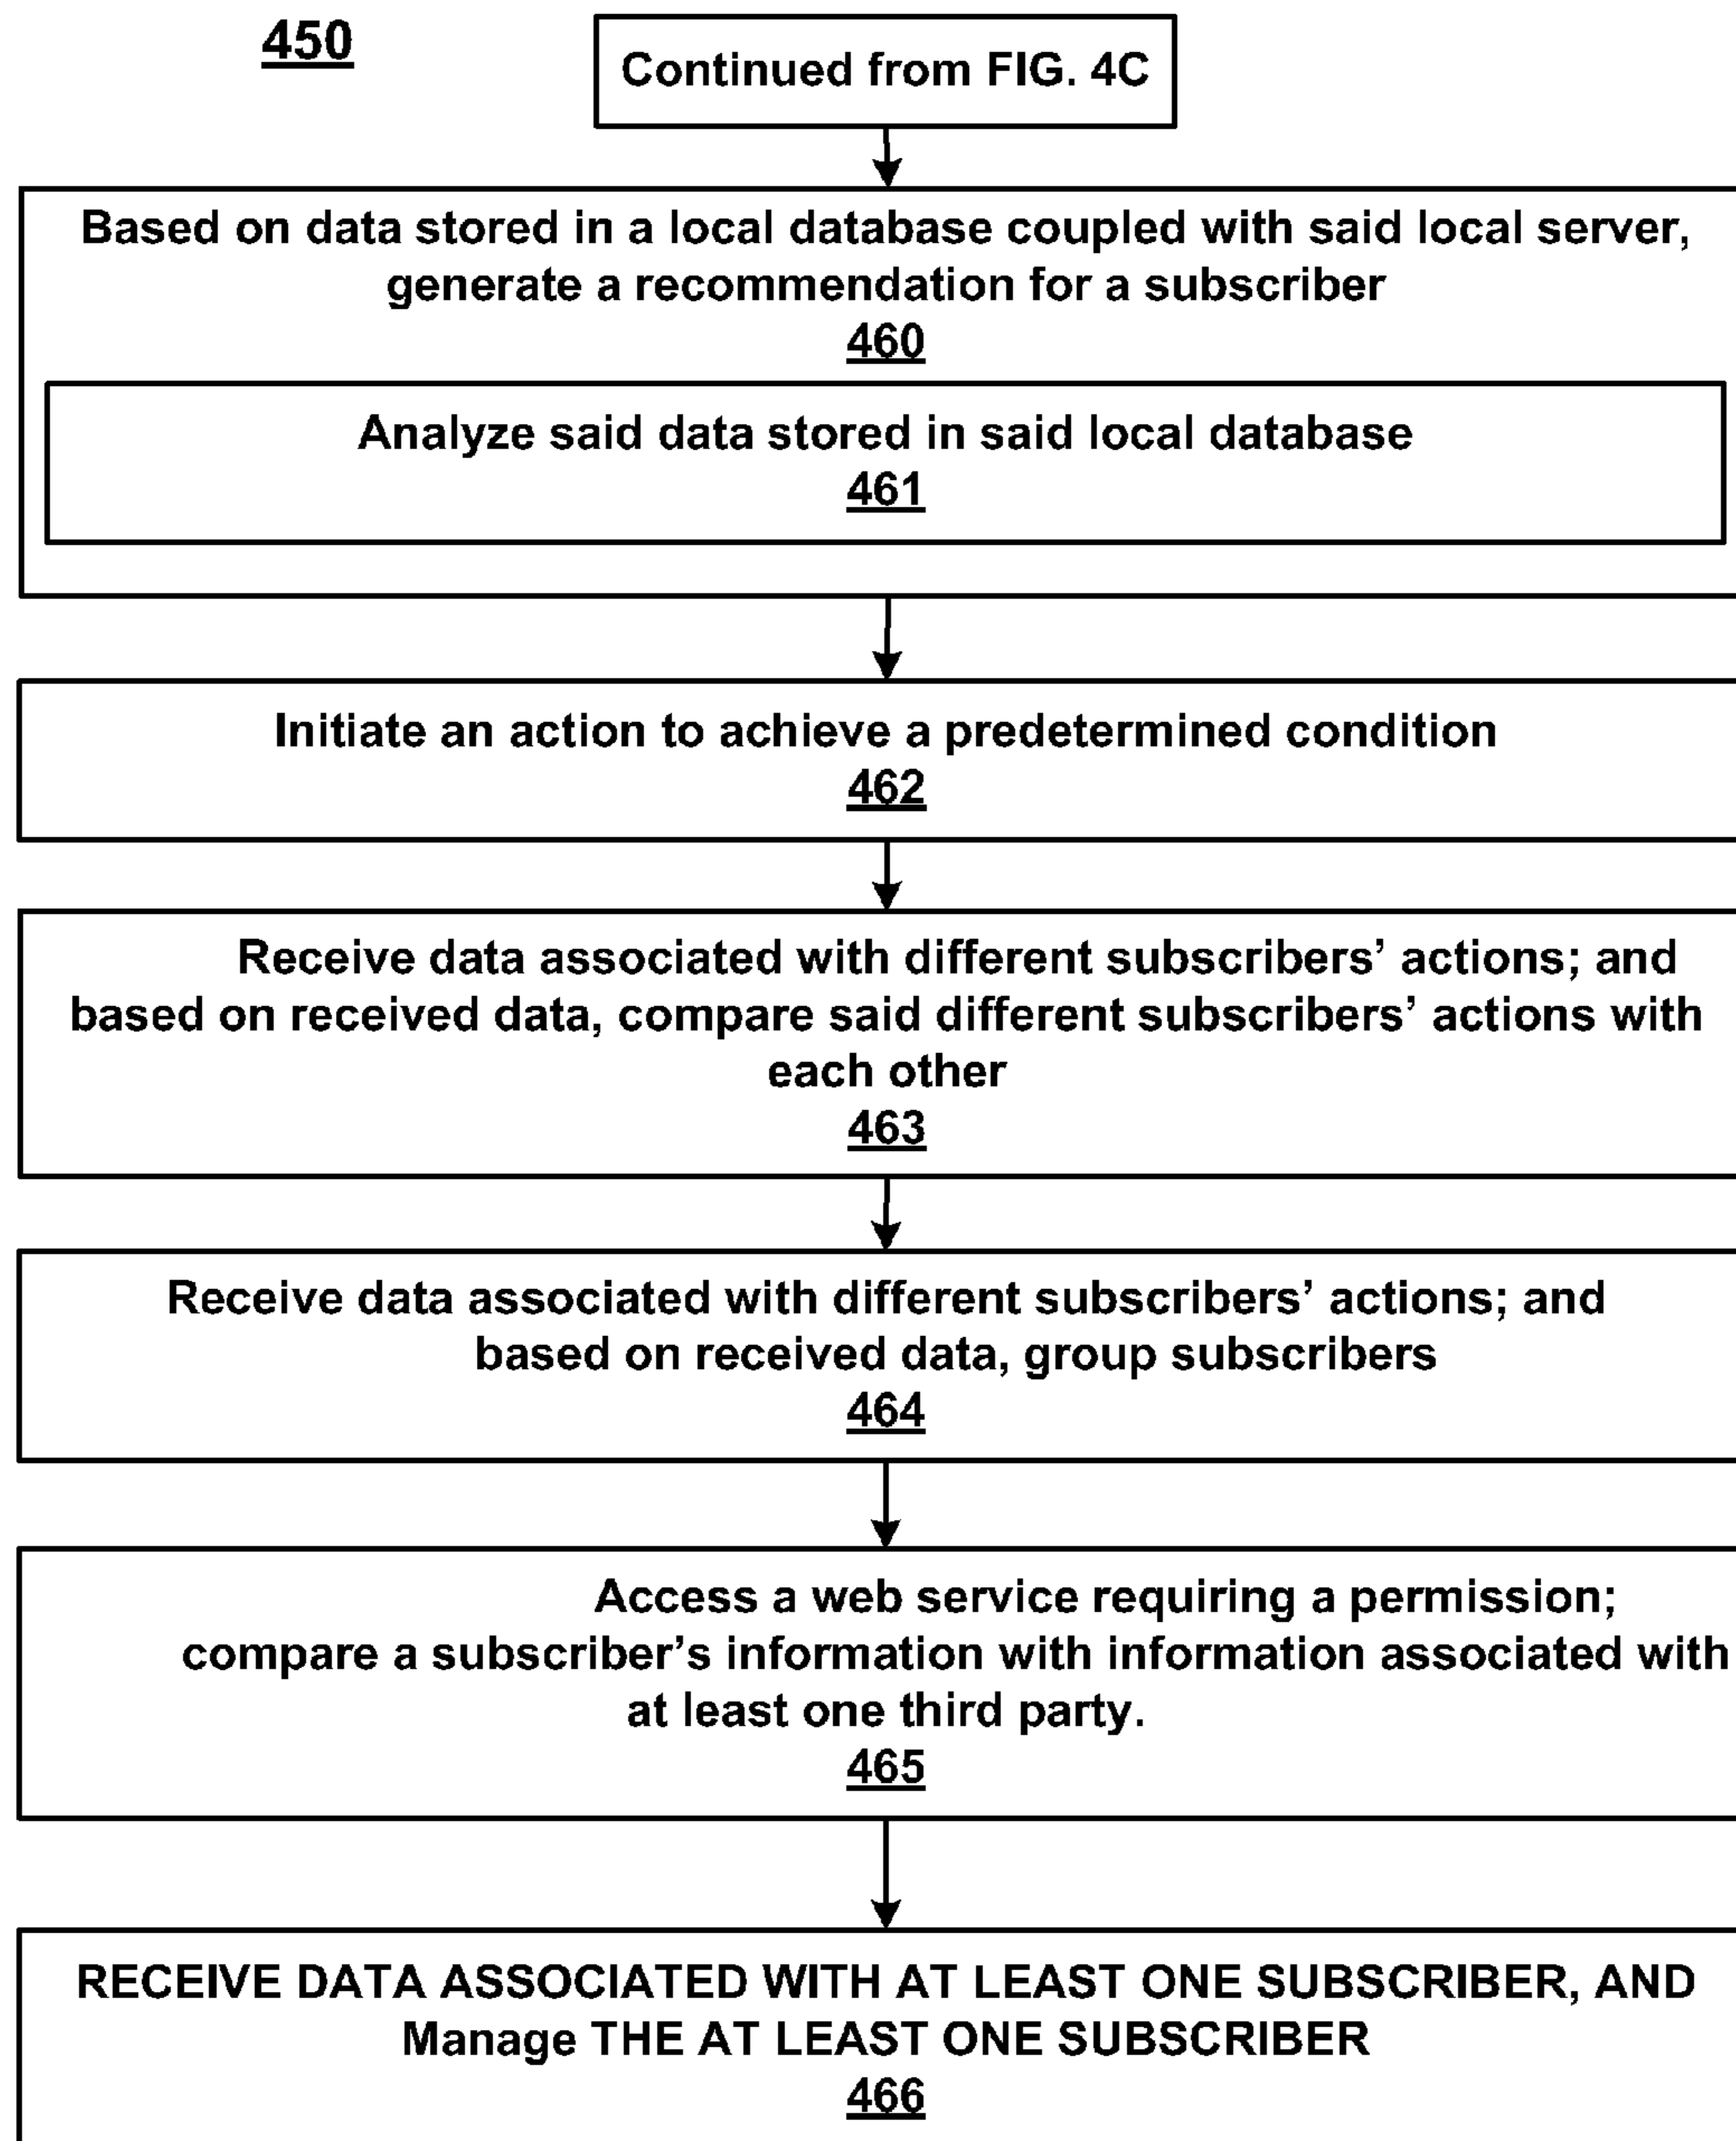 450
Continued from FIG. 4C
Based on data stored in a local database coupled with said local server,
generate a recommendation for a subscriber
460
Analyze said data stored in said local database
461
Initiate an action to achieve a predetermined condition
462
Receive data associated with different subscribers’ actions; and
based on received data, compare said different subscribers’ actions with
each other
463
Receive data associated with different subscribers’ actions; and
based on received data, group subscribers
464
Access a web service requiring a permission;
compare a subscriber’s information with information associated with
at least one third party.
465
RECEIVE DATA ASSOCIATED WITH AT LEAST ONE SUBSCRIBER, AND
Manage THE AT LEAST ONE SUBSCRIBER
466